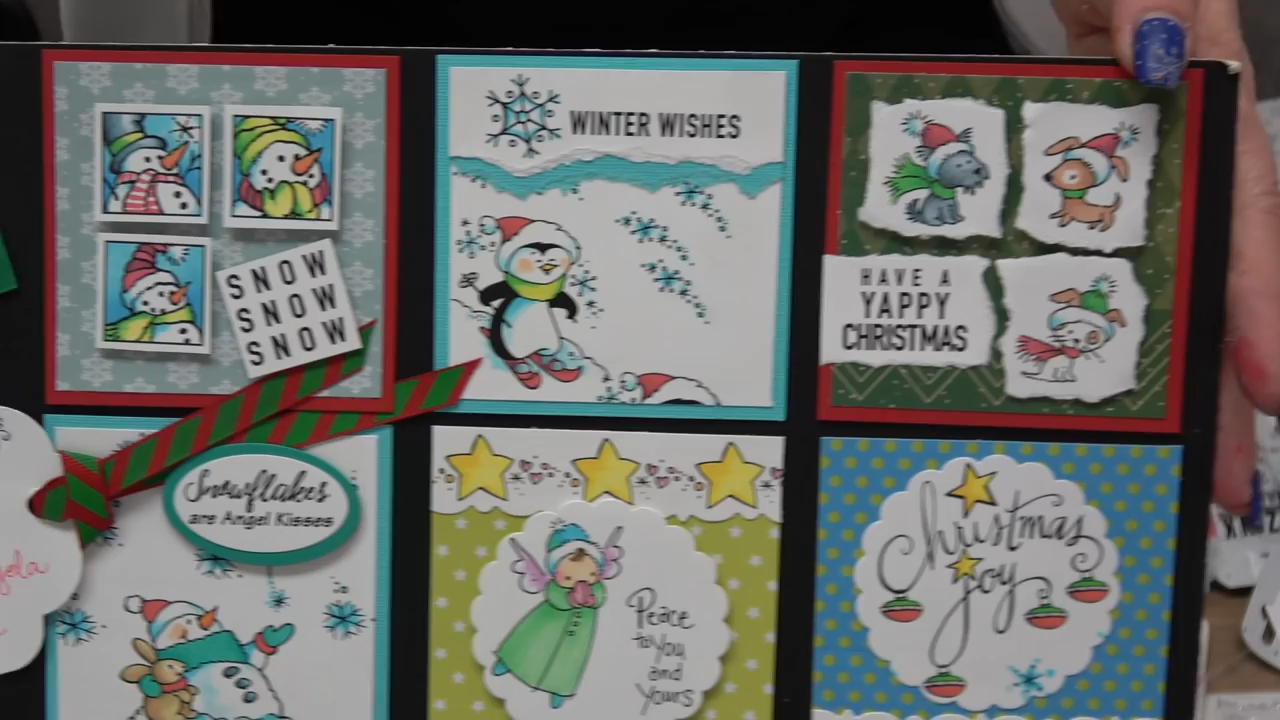 SNOW
SNOW
SNOW
WINTER WISHES
HAVE A
YAPPY
CHRISTMAS
Snowflakes
are Angel Kisses
Peace
to You
and
Yours
Christmas
joy